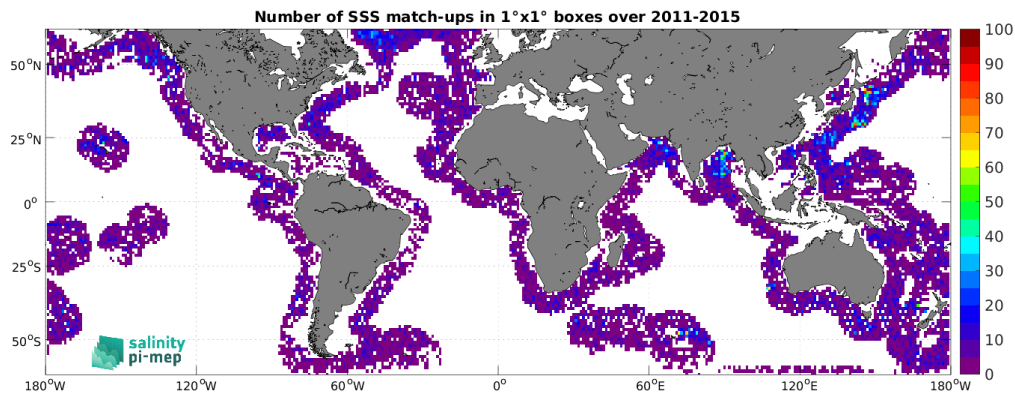 Number of SSS match-ups in 1°x1° boxes over 2011-2015
50°N
25°N
0°
25°S
50°S
180°W
120°W
60°W
0°
60°E
120°E
180°W
100
90
80
70
60
50
40
30
20
10
0
salinity
pi-mep